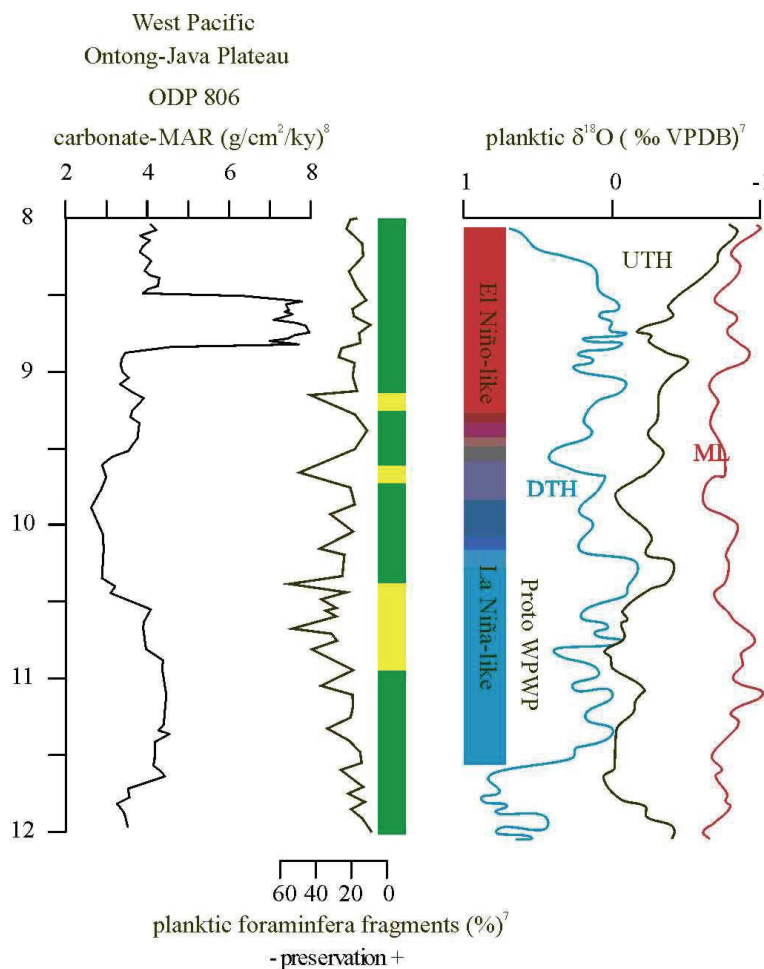 West Pacific
Ontong-Java Plateau
ODP 806
carbonate-MAR (g/cm²/ky)⁸
planktic δ¹⁸O ( ‰ VPDB)⁷
2 4 6 8
1 0 -1
8
9
10
11
12
UTH
El Niño-like
ML
DTH
La Niña-like
Proto WPWP
60 40 20 0
planktic foraminfera fragments (%)⁷
- preservation +